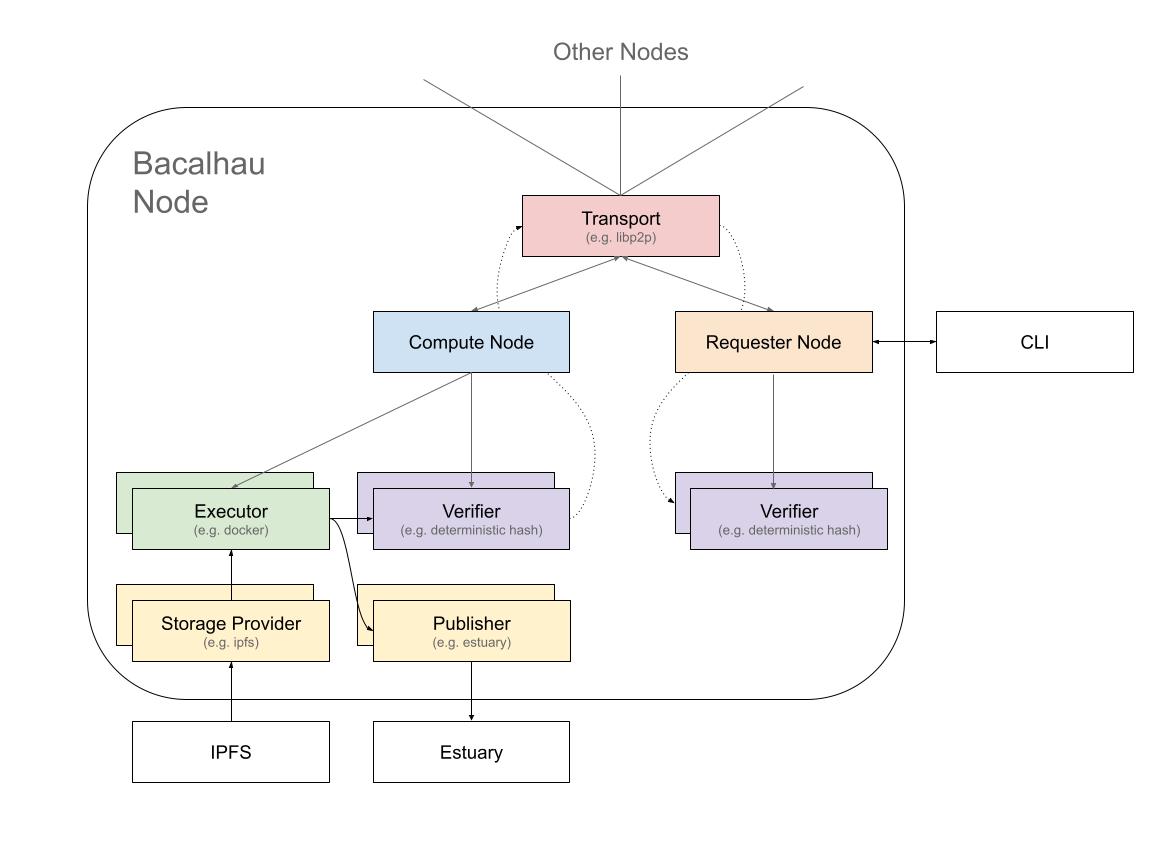 Other Nodes
Bacalhau
Node
Transport
(e.g. libp2p)
Compute Node
Requester Node
CLI
Executor
(e.g. docker)
Verifier
(e.g. deterministic hash)
Verifier
(e.g. deterministic hash)
Storage Provider
(e.g. ipfs)
Publisher
(e.g. estuary)
IPFS
Estuary